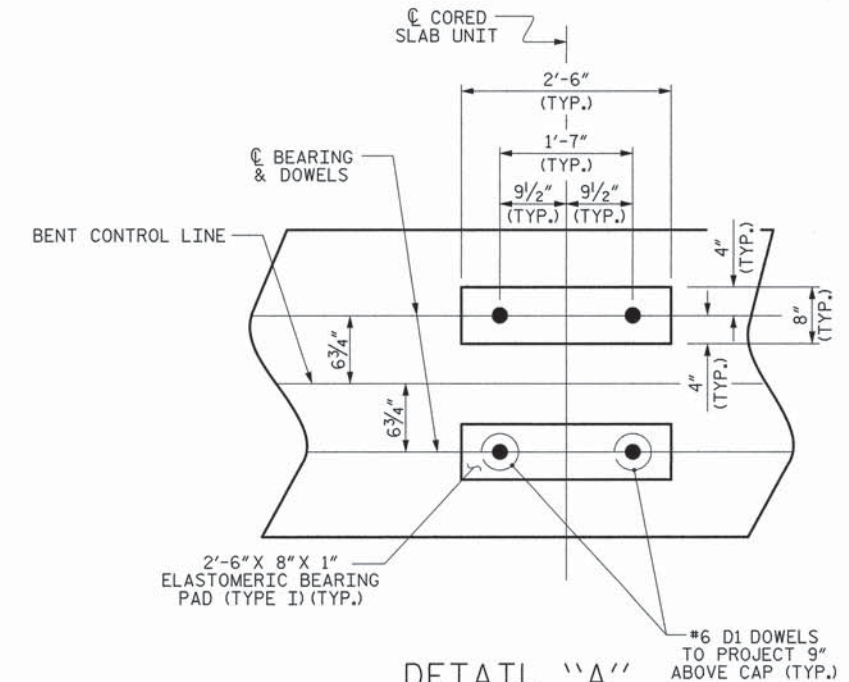 ℄ CORED
SLAB UNIT
2'-6"
(TYP.)
1'-7"
(TYP.)
℄ BEARING
& DOWELS
9½" 9½"
(TYP.) (TYP.)
BENT CONTROL LINE
4"
(TYP.)
8"
(TYP.)
6¾"
4"
(TYP.)
6¾"
2'-6" X 8" X 1"
ELASTOMERIC BEARING
PAD (TYPE I) (TYP.)
#6 D1 DOWELS
TO PROJECT 9"
ABOVE CAP (TYP.)
DETAIL "A"